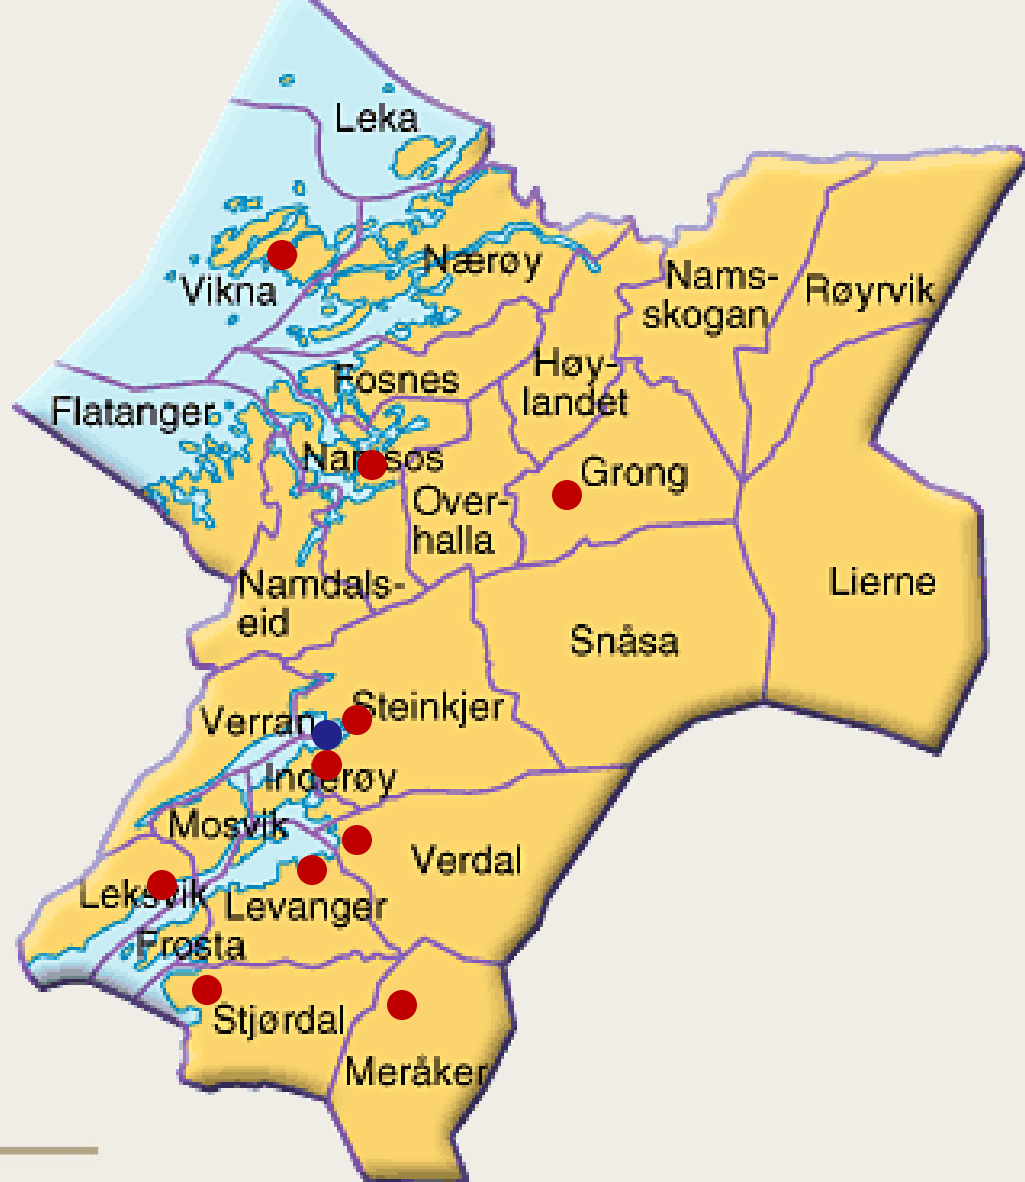 Leka
Nærøy
Vikna
Nams-
skogan
Røyrvik
Høy-
landet
Fosnes
Flatanger
Namsos
Grong
Over-
halla
Namdals-
eid
Lierne
Snåsa
Steinkjer
Verran
Inderøy
Mosvik
Verdal
Leksvik
Levanger
Frosta
Stjørdal
Meråker